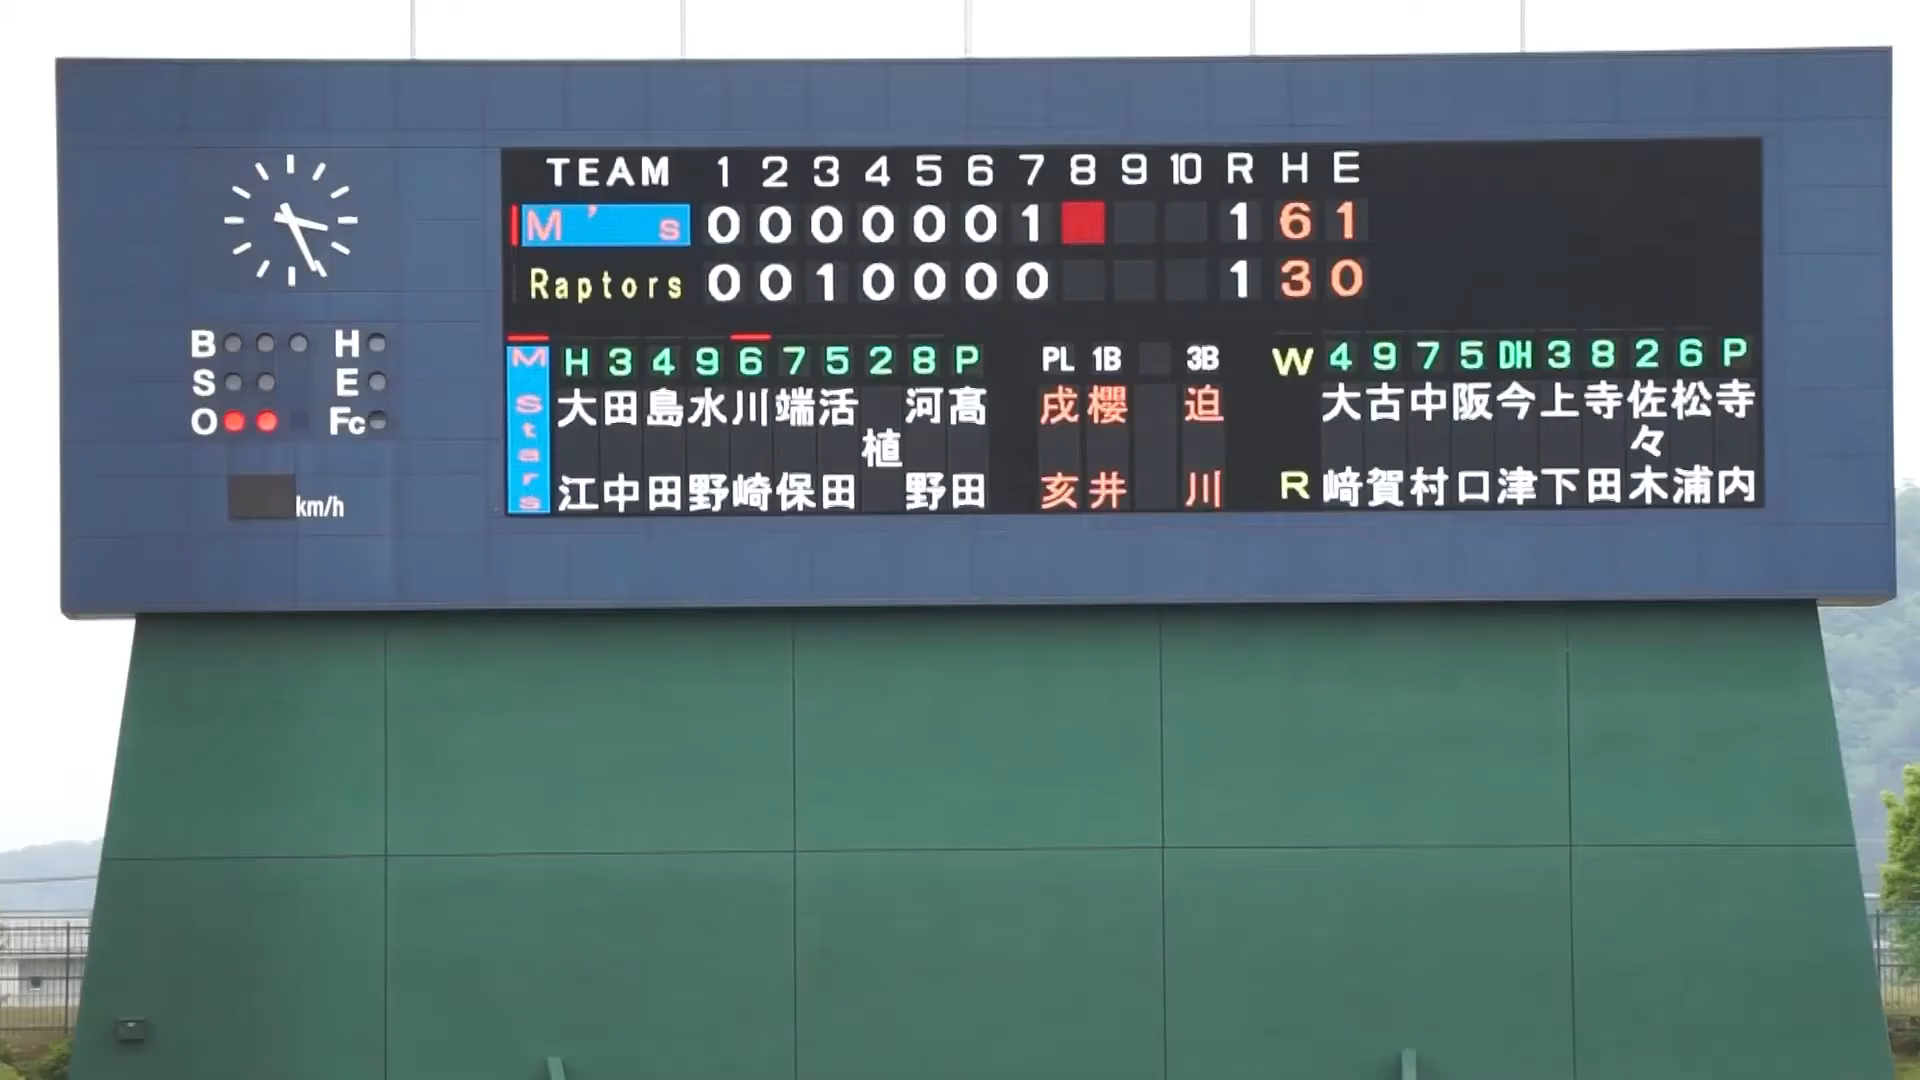 TEAM 1 2 3 4 5 6 7 8 9 10 R H E
M's 0 0 0 0 0 0 1 1 6 1
Raptors 0 0 1 0 0 0 0 1 3 0
B H
S E
O Fc
km/h
M Stars
H 大江
3 田中
4 島田
9 水野
6 川崎
7 端保
5 活田
2 植
8 河野
P 髙田
PL 戌亥
1B 櫻井
3B 迫川
W R
4 大﨑
9 古賀
7 中村
5 阪口
DH 今津
3 上下
8 寺田
2 佐々木
6 松浦
P 寺内